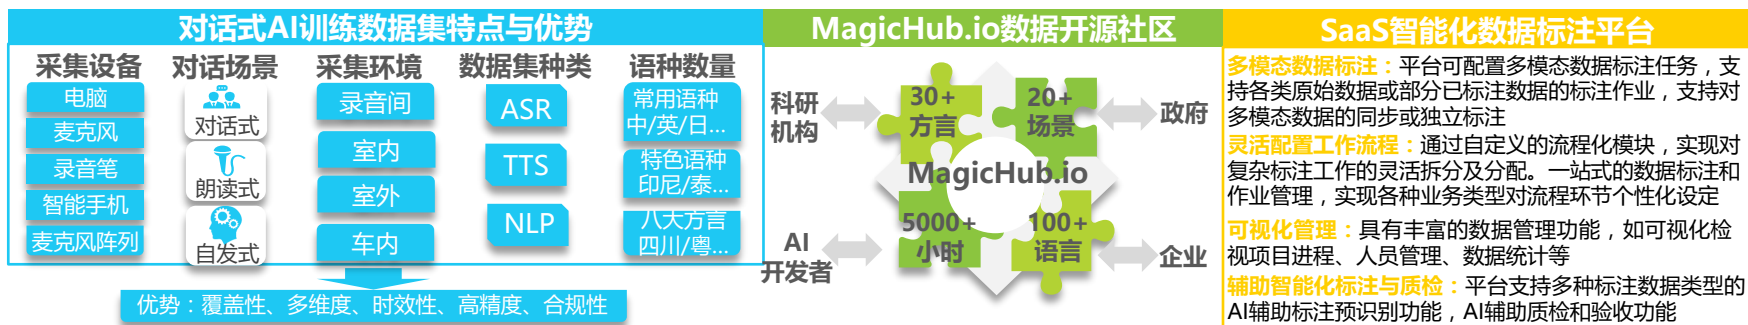 对话式AI训练数据集特点与优势
采集设备
电脑
麦克风
录音笔
智能手机
麦克风阵列
对话场景
对话式
朗读式
自发式
采集环境
录音间
室内
室外
车内
数据集种类
ASR
TTS
NLP
语种数量
常用语种
中/英/日...
特色语种
印尼/泰...
八大方言
四川/粤...
优势：覆盖性、多维度、时效性、高精度、合规性
MagicHub.io数据开源社区
科研
机构
AI
开发者
30+
方言
20+
场景
MagicHub.io
5000+
小时
100+
语言
政府
企业
SaaS智能化数据标注平台
多模态数据标注：平台可配置多模态数据标注任务，支
持各类原始数据或部分已标注数据的标注作业，支持对
多模态数据的同步或独立标注
灵活配置工作流程：通过自定义的流程化模块，实现对
复杂标注工作的灵活拆分及分配。一站式的数据标注和
作业管理，实现各种业务类型对流程环节个性化设定
可视化管理：具有丰富的数据管理功能，如可视化检
视项目进程、人员管理、数据统计等
辅助智能化标注与质检：平台支持多种标注数据类型的
AI辅助标注预识别功能，AI辅助质检和验收功能